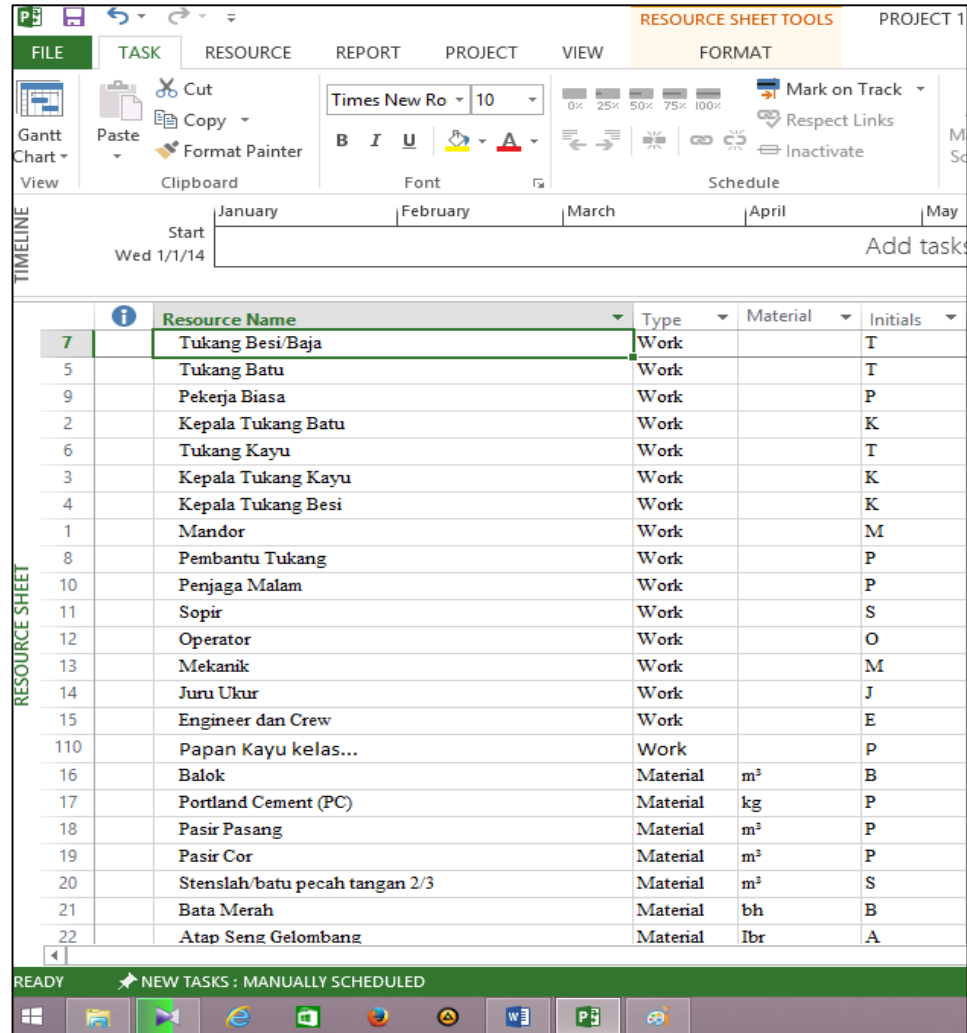 RESOURCE SHEET TOOLS PROJECT 1
FILE TASK RESOURCE REPORT PROJECT VIEW FORMAT
Gantt Chart
View
Paste
Cut
Copy
Format Painter
Clipboard
Times New Ro 10
B I U A
Font
0% 25% 50% 75% 100%
Mark on Track
Respect Links
Inactivate
Schedule
TIMELINE
January February March April May
Start
Wed 1/1/14
Add tasks
RESOURCE SHEET
Resource Name Type Material Initials
7 Tukang Besi/Baja Work T
5 Tukang Batu Work T
9 Pekerja Biasa Work P
2 Kepala Tukang Batu Work K
6 Tukang Kayu Work T
3 Kepala Tukang Kayu Work K
4 Kepala Tukang Besi Work K
1 Mandor Work M
8 Pembantu Tukang Work P
10 Penjaga Malam Work P
11 Sopir Work S
12 Operator Work O
13 Mekanik Work M
14 Juru Ukur Work J
15 Engineer dan Crew Work E
110 Papan Kayu kelas... Work P
16 Balok Material m³ B
17 Portland Cement (PC) Material kg P
18 Pasir Pasang Material m³ P
19 Pasir Cor Material m³ P
20 Stenslah/batu pecah tangan 2/3 Material m³ S
21 Bata Merah Material bh B
22 Atap Seng Gelombang Material Ibr A
READY NEW TASKS : MANUALLY SCHEDULED